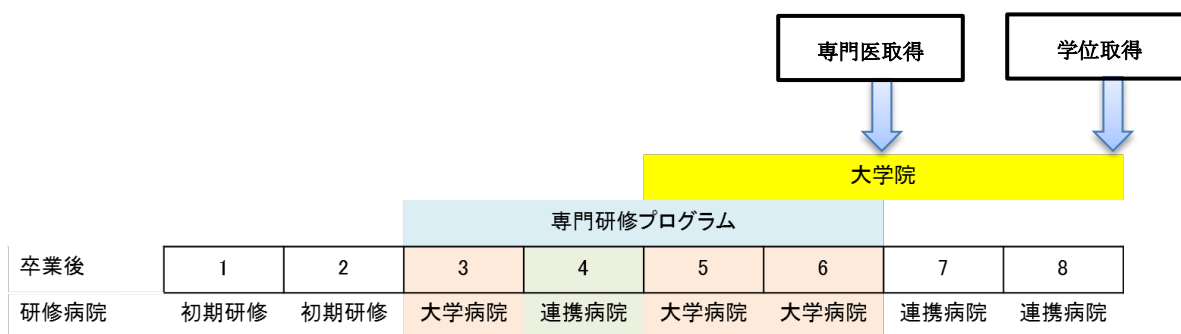 専門医取得
学位取得
大学院
専門研修プログラム
卒業後 1 2 3 4 5 6 7 8
研修病院 初期研修 初期研修 大学病院 連携病院 大学病院 大学病院 連携病院 連携病院